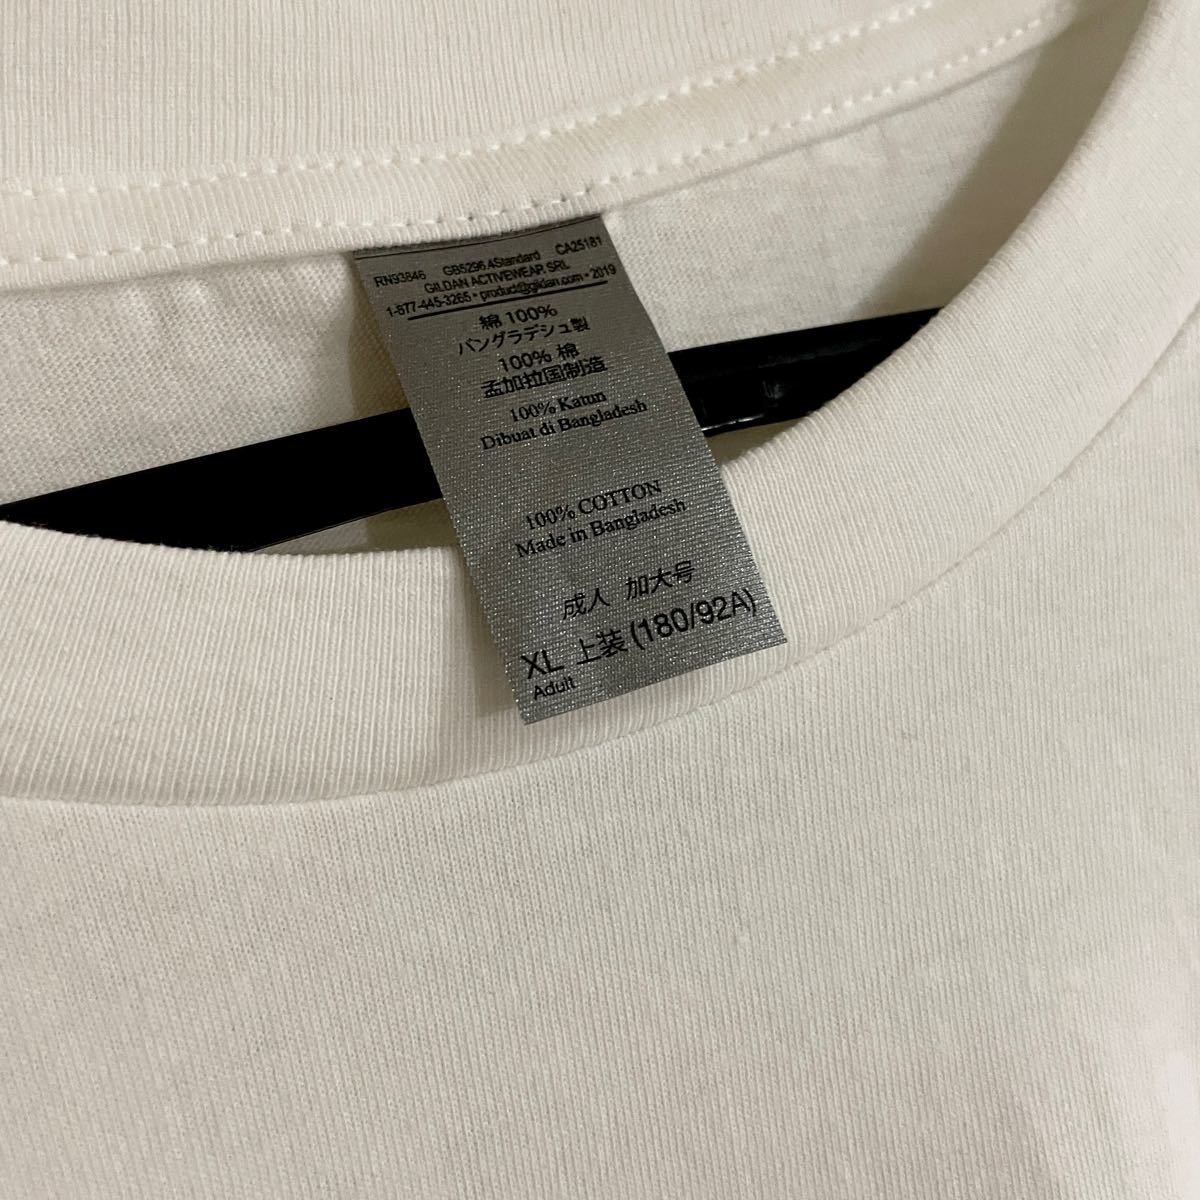 RN93846 GB5296.4Standard CA25181
GILDAN ACTIVEWEAR, SRL
1-877-445-3265 • product@gildan.com • 2019
綿 100%
バングラデシュ製
100% 棉
孟加拉国制造
100% Katun
Dibuat di Bangladesh
100% COTTON
Made in Bangladesh
成人 加大号
XL 上装(180/92A)
Adult